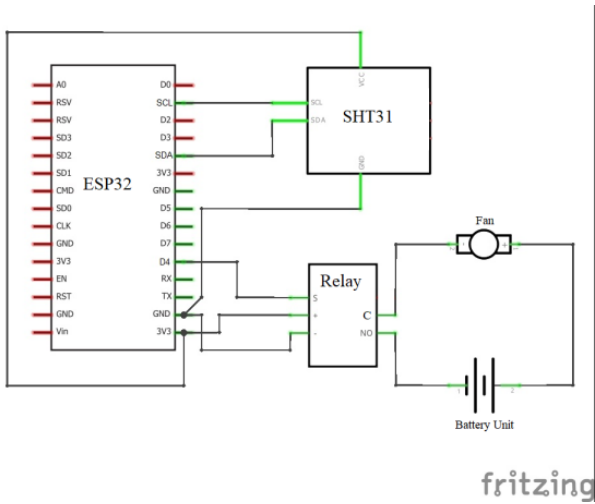 A0
RSV
RSV
SD3
SD2
SD1
CMD
SD0
CLK
GND
3V3
EN
RST
GND
Vin
ESP32
D0
SCL
D2
D3
SDA
3V3
GND
D5
D6
D7
D4
RX
TX
GND
3V3
VCC
SCL
SDA
SHT31
GND
Relay
S
+
-
C
NO
Fan
-
+
1
2
Battery Unit
fritzing